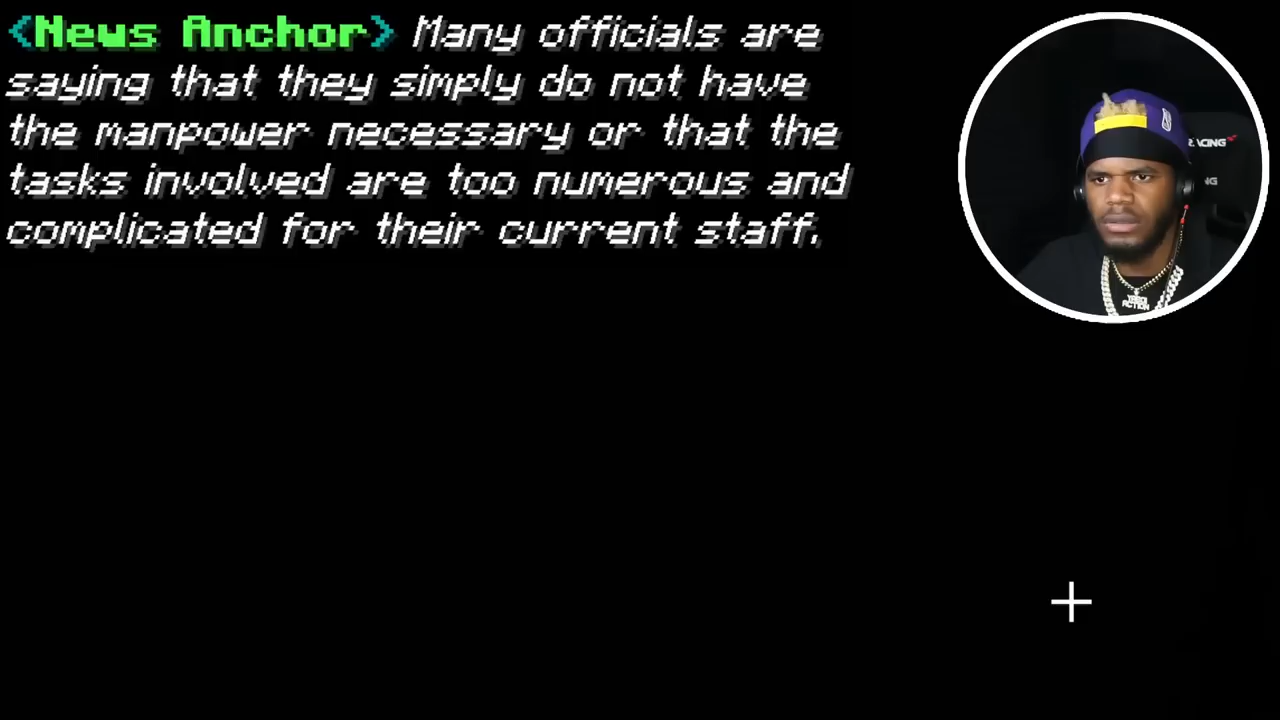 <News Anchor> Many officials are
saying that they simply do not have
the manpower necessary or that the
tasks involved are too numerous and
complicated for their current staff.